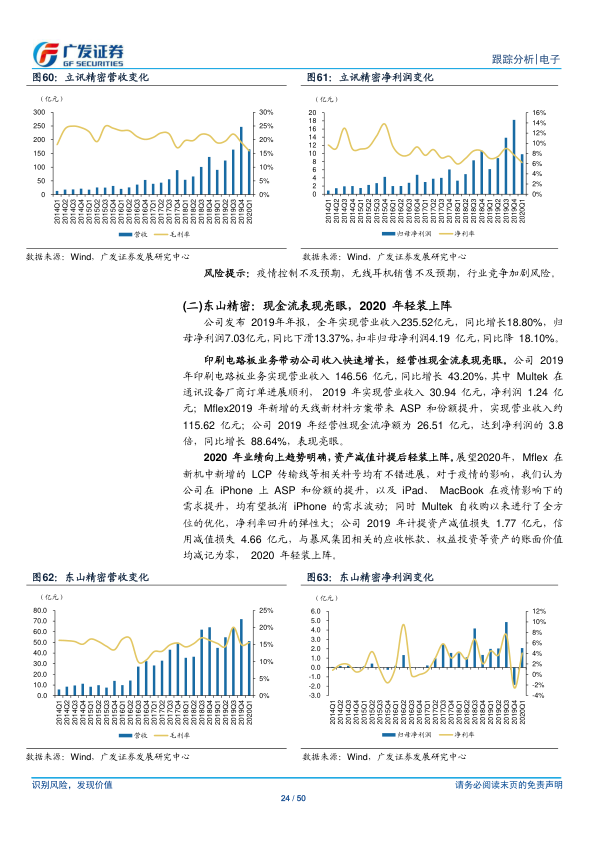 广发证券
GF SECURITIES
跟踪分析|电子
图60：立讯精密营收变化
图61：立讯精密净利润变化
（亿元）
300
250
200
150
100
50
0
30%
25%
20%
15%
10%
5%
0%
2014Q1 2014Q2 2014Q3 2014Q4 2015Q1 2015Q2 2015Q3 2015Q4 2016Q1 2016Q2 2016Q3 2016Q4 2017Q1 2017Q2 2017Q3 2017Q4 2018Q1 2018Q2 2018Q3 2018Q4 2019Q1 2019Q2 2019Q3 2019Q4 2020Q1
营收 毛利率
（亿元）
20
18
16
14
12
10
8
6
4
2
0
16%
14%
12%
10%
8%
6%
4%
2%
0%
2014Q1 2014Q2 2014Q3 2014Q4 2015Q1 2015Q2 2015Q3 2015Q4 2016Q1 2016Q2 2016Q3 2016Q4 2017Q1 2017Q2 2017Q3 2017Q4 2018Q1 2018Q2 2018Q3 2018Q4 2019Q1 2019Q2 2019Q3 2019Q4 2020Q1
归母净利润 净利率
数据来源：Wind，广发证券发展研究中心
数据来源：Wind，广发证券发展研究中心
风险提示：疫情控制不及预期，无线耳机销售不及预期，行业竞争加剧风险。
(二)东山精密：现金流表现亮眼，2020 年轻装上阵
公司发布 2019年年报，全年实现营业收入235.52亿元，同比增长18.80%，归
母净利润7.03亿元，同比下滑13.37%，扣非归母净利润4.19 亿元，同比降 18.10%。
印刷电路板业务带动公司收入快速增长，经营性现金流表现亮眼。公司 2019
年印刷电路板业务实现营业收入 146.56 亿元，同比增长 43.20%，其中 Multek 在
通讯设备厂商订单进展顺利， 2019 年实现营业收入 30.94 亿元，净利润 1.24 亿
元；Mflex2019 年新增的天线新材料方案带来 ASP 和份额提升，实现营业收入约
115.62 亿元；公司 2019 年经营性现金流净额为 26.51 亿元，达到净利润的 3.8
倍，同比增长 88.64%，表现亮眼。
2020 年业绩向上趋势明确，资产减值计提后轻装上阵。展望2020年，Mflex 在
新机中新增的 LCP 传输线等相关料号均有不错进展，对于疫情的影响，我们认为
公司在 iPhone 上 ASP 和份额的提升，以及 iPad、 MacBook 在疫情影响下的
需求提升，均有望抵消 iPhone 的需求波动；同时 Multek 自收购以来进行了全方
位的优化，净利率回升的弹性大；公司 2019 年计提资产减值损失 1.77 亿元，信
用减值损失 4.66 亿元，与暴风集团相关的应收帐款、权益投资等资产的账面价值
均减记为零， 2020 年轻装上阵。
图62：东山精密营收变化
图63：东山精密净利润变化
（亿元）
80.0
70.0
60.0
50.0
40.0
30.0
20.0
10.0
0.0
25%
20%
15%
10%
5%
0%
2014Q1 2014Q2 2014Q3 2014Q4 2015Q1 2015Q2 2015Q3 2015Q4 2016Q1 2016Q2 2016Q3 2016Q4 2017Q1 2017Q2 2017Q3 2017Q4 2018Q1 2018Q2 2018Q3 2018Q4 2019Q1 2019Q2 2019Q3 2019Q4 2020Q1
营收 毛利率
（亿元）
6.0
5.0
4.0
3.0
2.0
1.0
0.0
-1.0
-2.0
-3.0
12%
10%
8%
6%
4%
2%
0%
-2%
-4%
2014Q1 2014Q2 2014Q3 2014Q4 2015Q1 2015Q2 2015Q3 2015Q4 2016Q1 2016Q2 2016Q3 2016Q4 2017Q1 2017Q2 2017Q3 2017Q4 2018Q1 2018Q2 2018Q3 2018Q4 2019Q1 2019Q2 2019Q3 2019Q4 2020Q1
归母净利润 净利率
数据来源：Wind，广发证券发展研究中心
数据来源：Wind，广发证券发展研究中心
识别风险，发现价值
请务必阅读末页的免责声明
24 / 50